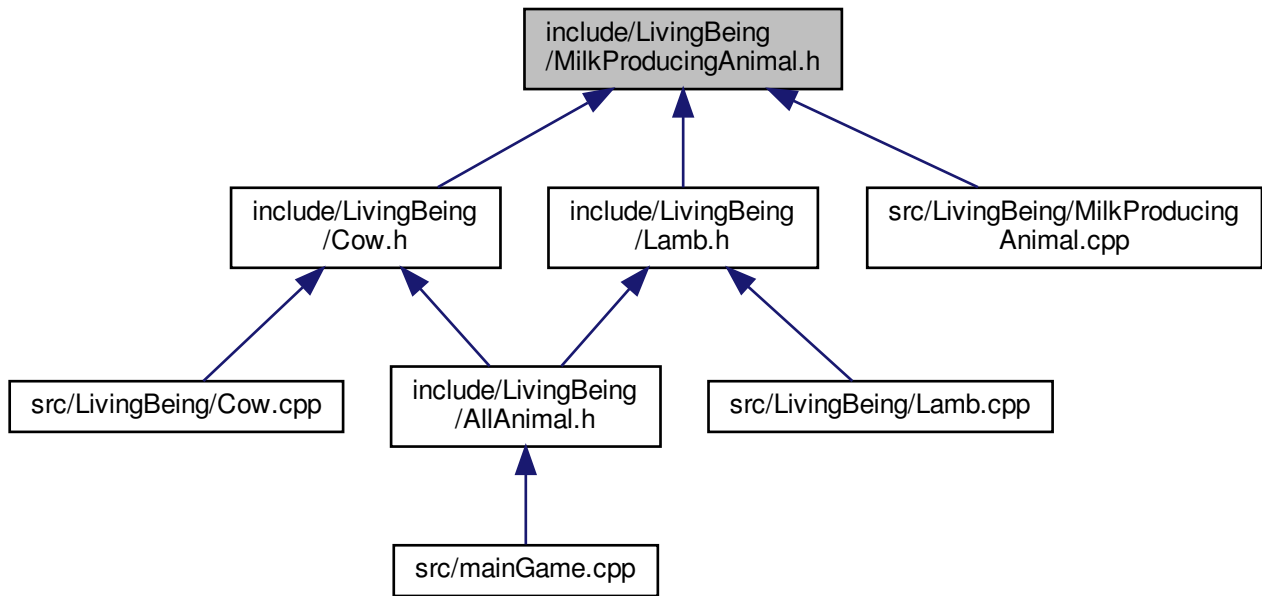 include/LivingBeing
/MilkProducingAnimal.h
include/LivingBeing
/Cow.h
include/LivingBeing
/Lamb.h
src/LivingBeing/MilkProducing
Animal.cpp
src/LivingBeing/Cow.cpp
include/LivingBeing
/AllAnimal.h
src/LivingBeing/Lamb.cpp
src/mainGame.cpp